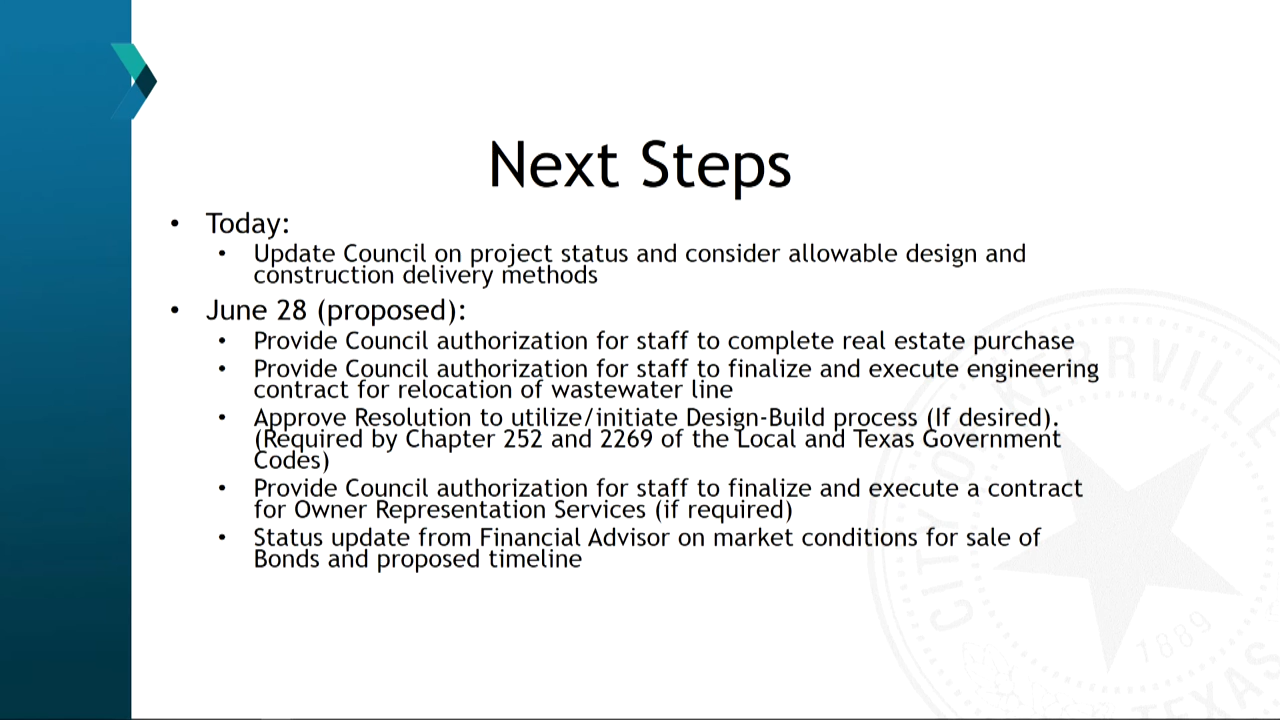 Next Steps
• Today:
• Update Council on project status and consider allowable design and
construction delivery methods
• June 28 (proposed):
• Provide Council authorization for staff to complete real estate purchase
• Provide Council authorization for staff to finalize and execute engineering
contract for relocation of wastewater line
• Approve Resolution to utilize/initiate Design-Build process (If desired).
(Required by Chapter 252 and 2269 of the Local and Texas Government
Codes)
• Provide Council authorization for staff to finalize and execute a contract
for Owner Representation Services (if required)
• Status update from Financial Advisor on market conditions for sale of
Bonds and proposed timeline
CITY OF KERRVILLE
1889
TEXAS